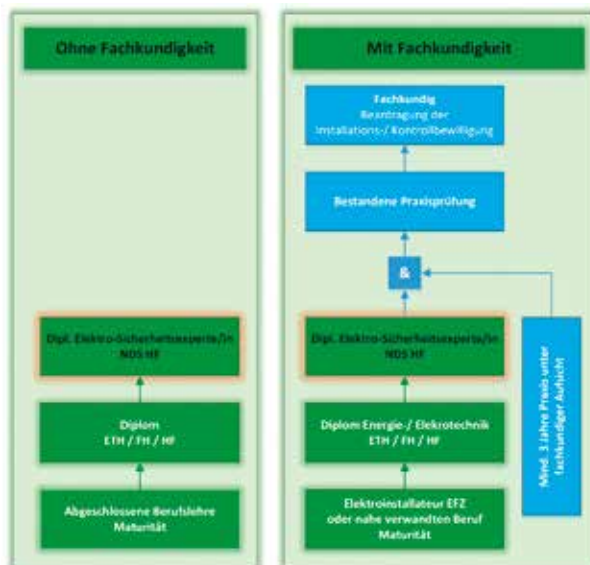 Ohne Fachkundigkeit
Dipl. Elektro-Sicherheitsexperte/in
NDS HF
Diplom
ETH / FH / HF
Abgeschlossene Berufslehre
Maturität
Mit Fachkundigkeit
Fachkundig
Beantragung der
Installations-/ Kontrollbewilligung
Bestandene Praxisprüfung
&
Dipl. Elektro-Sicherheitsexperte/in
NDS HF
Diplom Energie-/ Elekrotechnik
ETH / FH / HF
Elektroinstallateur EFZ
oder nahe verwandten Beruf
Maturität
Mind. 3 Jahre Praxis unter
fachkundiger Aufsicht